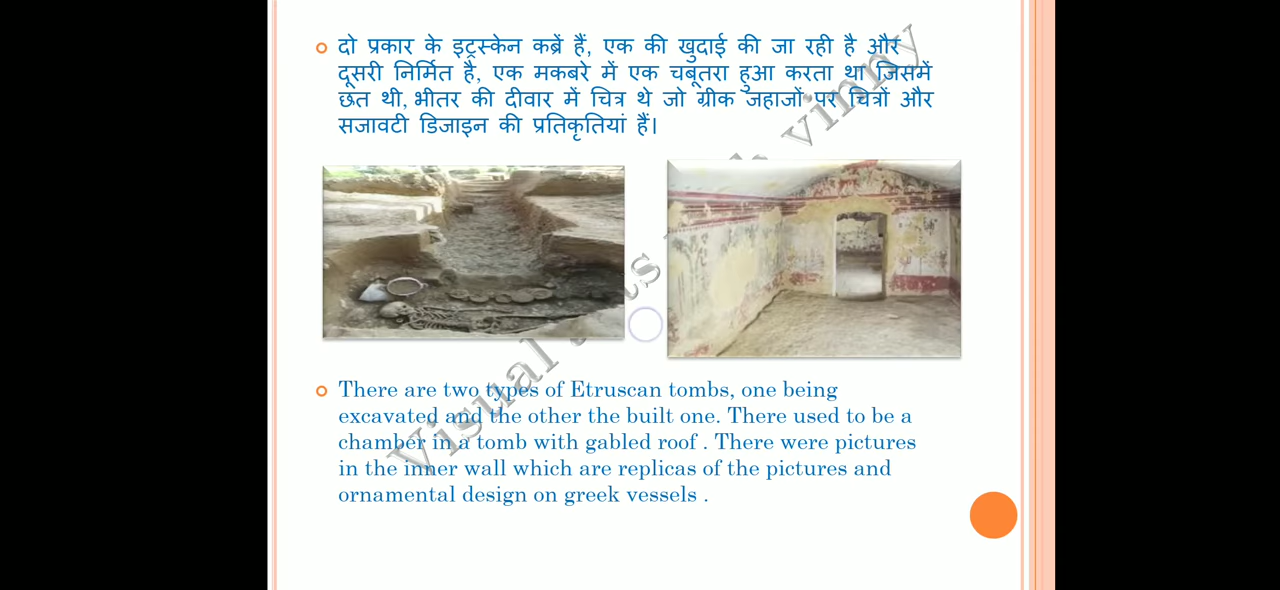 दो प्रकार के इट्रस्केन कब्रें हैं, एक की खुदाई की जा रही है और
दूसरी निर्मित है, एक मकबरे में एक चबूतरा हुआ करता था जिसमें
छत थी, भीतर की दीवार में चित्र थे जो ग्रीक जहाजों पर चित्रों और
सजावटी डिजाइन की प्रतिकृतियां हैं।
There are two types of Etruscan tombs, one being
excavated and the other the built one. There used to be a
chamber in a tomb with gabled roof . There were pictures
in the inner wall which are replicas of the pictures and
ornamental design on greek vessels .
Visual vinny